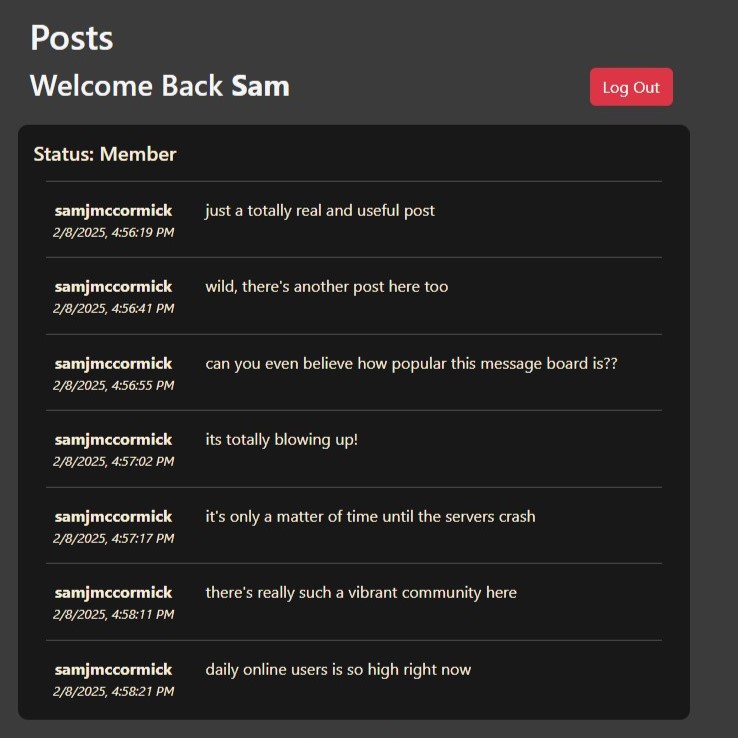 Posts
Welcome Back Sam
Log Out
Status: Member
samjmccormick
just a totally real and useful post
2/8/2025, 4:56:19 PM
samjmccormick
wild, there's another post here too
2/8/2025, 4:56:41 PM
samjmccormick
can you even believe how popular this message board is??
2/8/2025, 4:56:55 PM
samjmccormick
its totally blowing up!
2/8/2025, 4:57:02 PM
samjmccormick
it's only a matter of time until the servers crash
2/8/2025, 4:57:17 PM
samjmccormick
there's really such a vibrant community here
2/8/2025, 4:58:11 PM
samjmccormick
daily online users is so high right now
2/8/2025, 4:58:21 PM